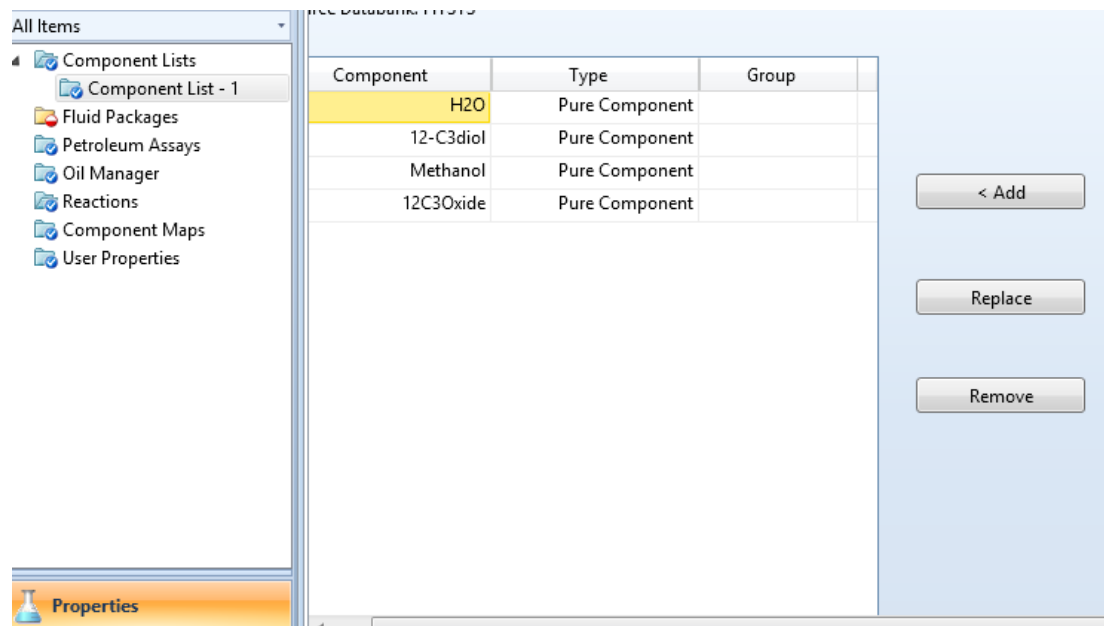 All Items
Component Lists
Component List - 1
Fluid Packages
Petroleum Assays
Oil Manager
Reactions
Component Maps
User Properties
Properties
Component Type Group
H2O Pure Component
12-C3diol Pure Component
Methanol Pure Component
12C3Oxide Pure Component
< Add
Replace
Remove